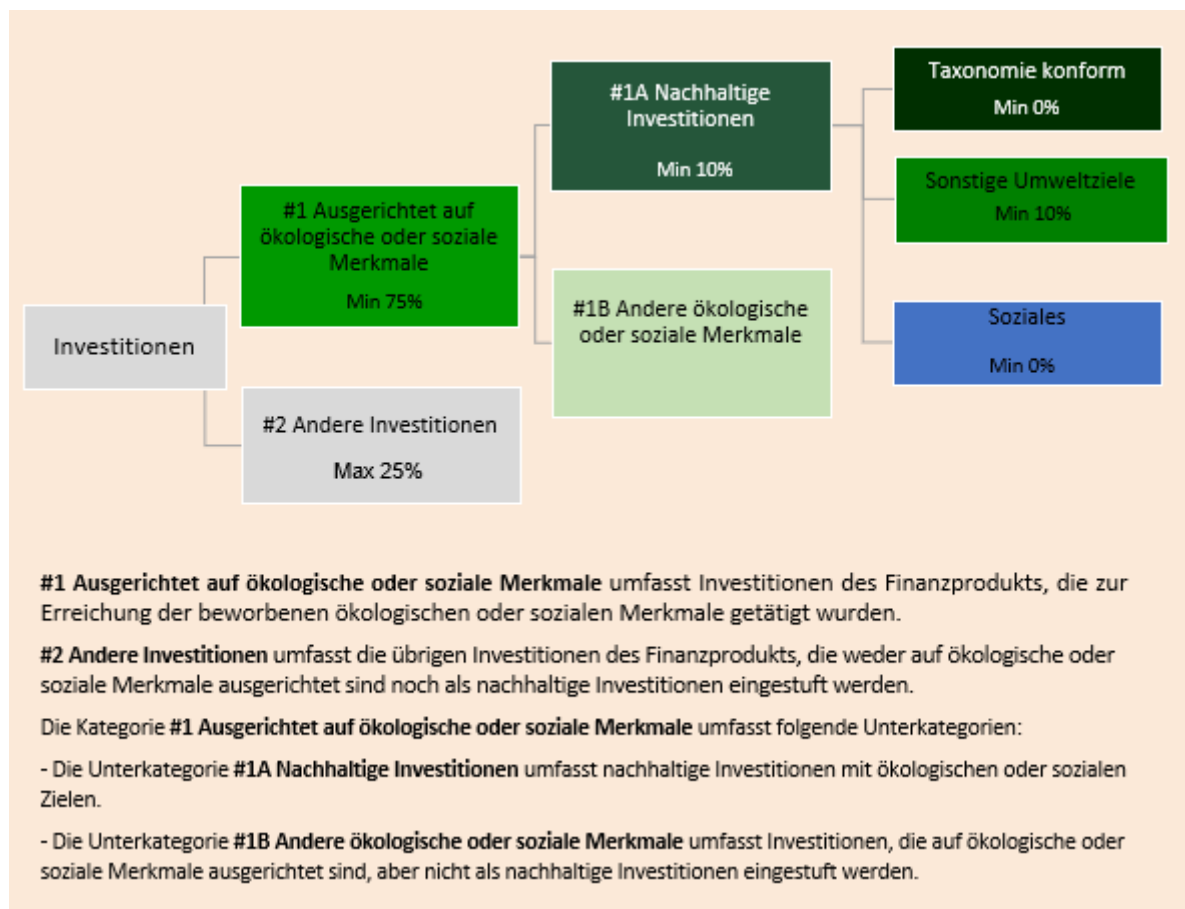 Taxonomie konform
Min 0%
#1A Nachhaltige
Investitionen
Min 10%
Sonstige Umweltziele
Min 10%
#1 Ausgerichtet auf
ökologische oder soziale
Merkmale
Min 75%
#1B Andere ökologische
oder soziale Merkmale
Soziales
Min 0%
Investitionen
#2 Andere Investitionen
Max 25%
#1 Ausgerichtet auf ökologische oder soziale Merkmale umfasst Investitionen des Finanzprodukts, die zur
Erreichung der beworbenen ökologischen oder sozialen Merkmale getätigt wurden.
#2 Andere Investitionen umfasst die übrigen Investitionen des Finanzprodukts, die weder auf ökologische oder
soziale Merkmale ausgerichtet sind noch als nachhaltige Investitionen eingestuft werden.
Die Kategorie #1 Ausgerichtet auf ökologische oder soziale Merkmale umfasst folgende Unterkategorien:
- Die Unterkategorie #1A Nachhaltige Investitionen umfasst nachhaltige Investitionen mit ökologischen oder sozialen
Zielen.
- Die Unterkategorie #1B Andere ökologische oder soziale Merkmale umfasst Investitionen, die auf ökologische oder
soziale Merkmale ausgerichtet sind, aber nicht als nachhaltige Investitionen eingestuft werden.